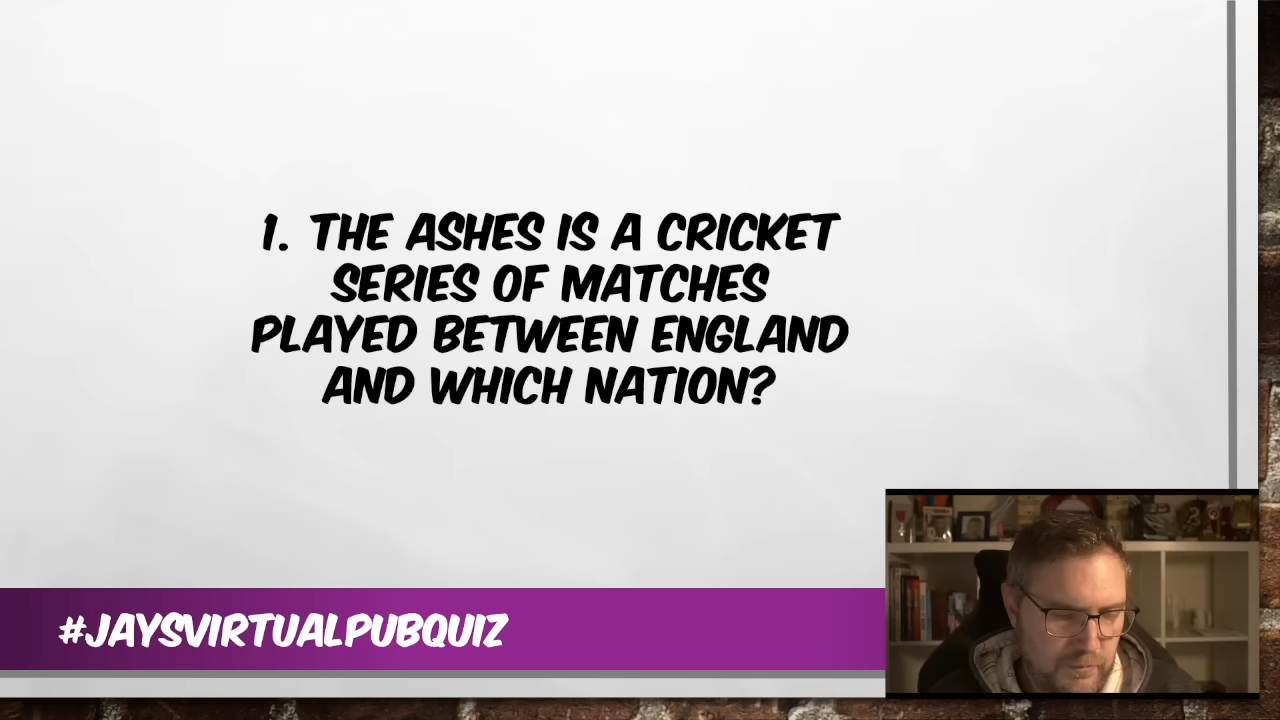 1. THE ASHES IS A CRICKET
SERIES OF MATCHES
PLAYED BETWEEN ENGLAND
AND WHICH NATION?
#JAYSVIRTUALPUBQUIZ